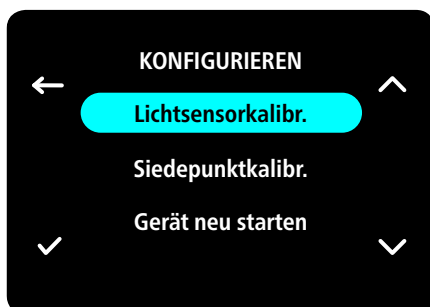 KONFIGURIEREN
Lichtsensorkalibr.
Siedepunktkalibr.
Gerät neu starten